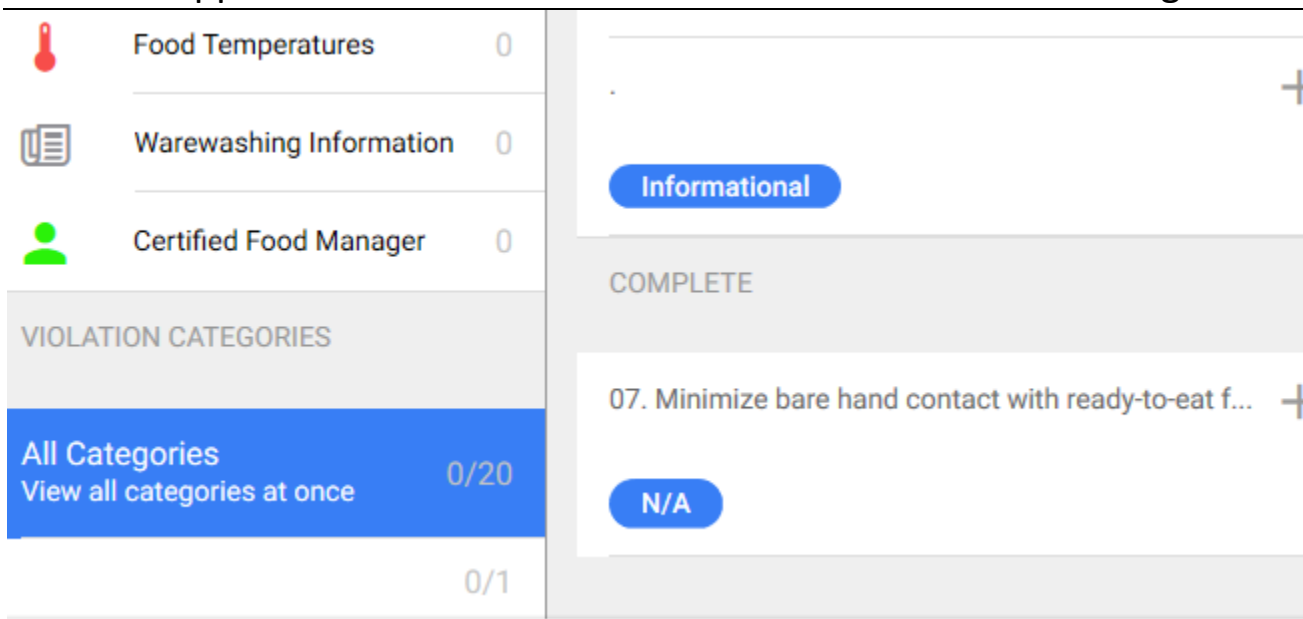 Food Temperatures 0
Warewashing Information 0
Certified Food Manager 0
VIOLATION CATEGORIES
All Categories 0/20
View all categories at once
0/1
.
Informational
COMPLETE
07. Minimize bare hand contact with ready-to-eat f...
N/A